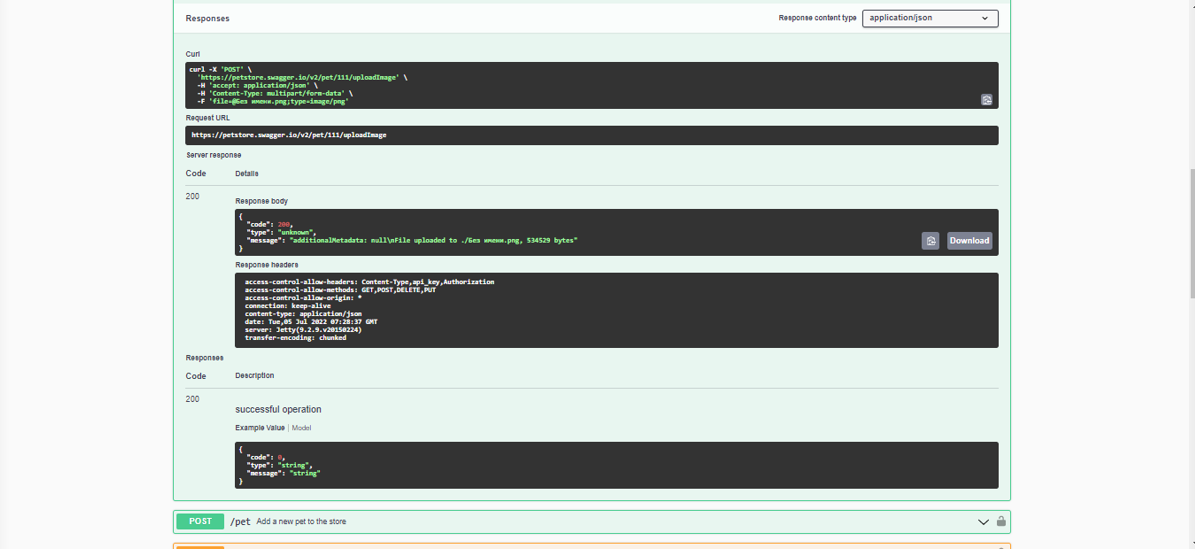 Responses
Response content type
application/json
Curl
curl -X 'POST' \
'https://petstore.swagger.io/v2/pet/111/uploadImage' \
-H 'accept: application/json' \
-H 'Content-Type: multipart/form-data' \
-F 'file=@Без имени.png;type=image/png'
Request URL
https://petstore.swagger.io/v2/pet/111/uploadImage
Server response
Code Details
200
Response body
{
"code": 200,
"type": "unknown",
"message": "additionalMetadata: null\nFile uploaded to ./Без имени.png, 534529 bytes"
}
Download
Response headers
access-control-allow-headers: Content-Type,api_key,Authorization
access-control-allow-methods: GET,POST,DELETE,PUT
access-control-allow-origin: *
connection: keep-alive
content-type: application/json
date: Tue,05 Jul 2022 07:28:37 GMT
server: Jetty(9.2.9.v20150224)
transfer-encoding: chunked
Responses
Code Description
200
successful operation
Example Value | Model
{
"code": 0,
"type": "string",
"message": "string"
}
POST /pet Add a new pet to the store